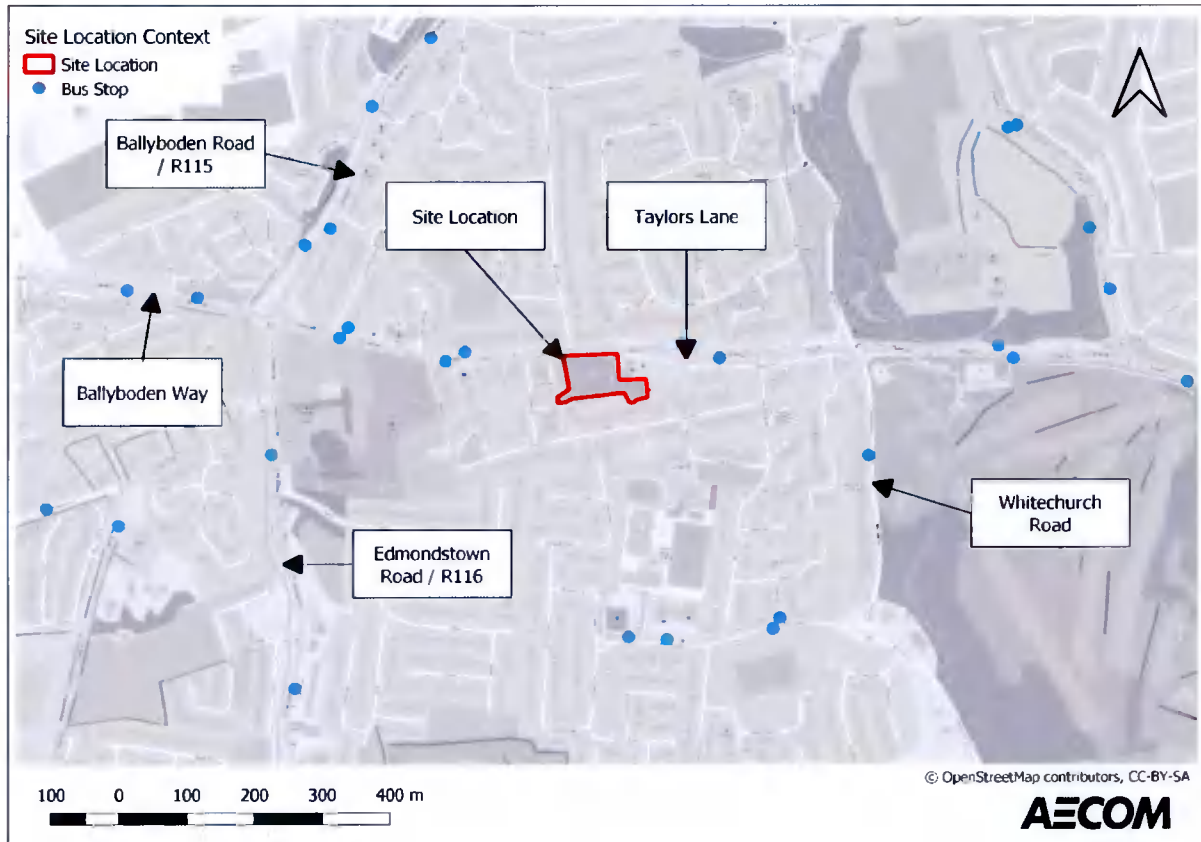 Site Location Context
Site Location
Bus Stop
Ballyboden Road
/ R115
Site Location
Taylors Lane
Ballyboden Way
Whitechurch
Road
Edmondstown
Road / R116
© OpenStreetMap contributors, CC-BY-SA
100 0 100 200 300 400 m
AECOM